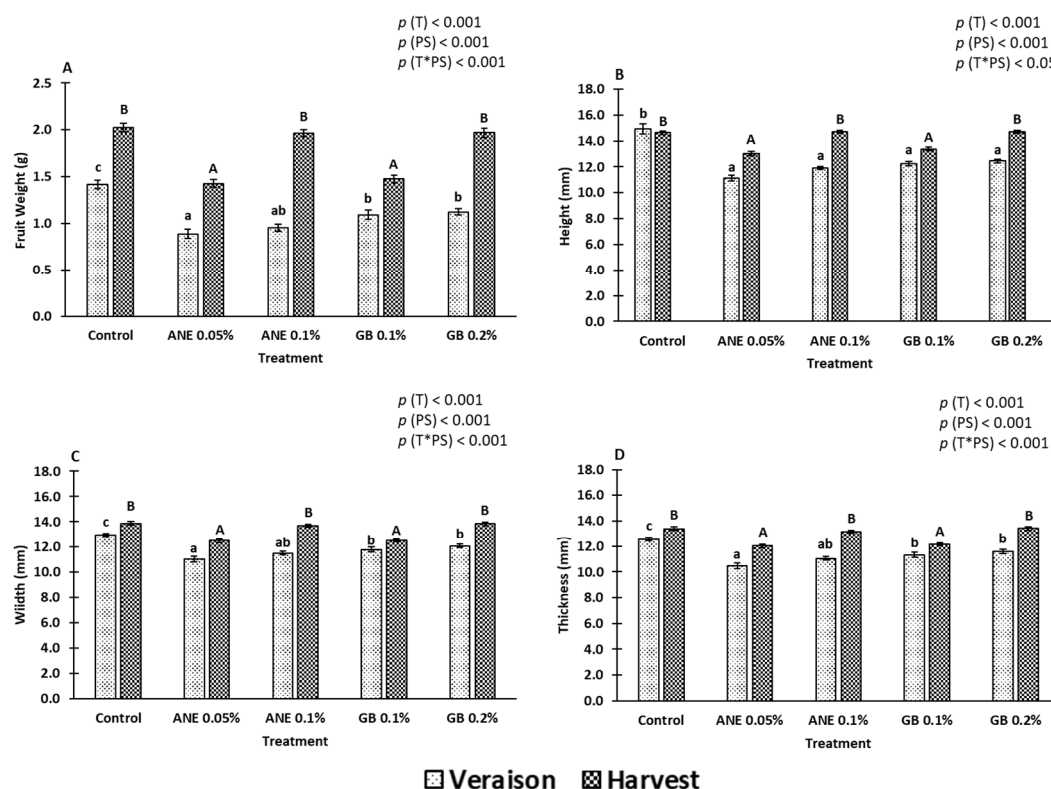 p (T) < 0.001
p (PS) < 0.001
p (T*PS) < 0.001
A
Fruit Weight (g)
2.5
2.0
1.5
1.0
0.5
0.0
c
B
a
A
ab
B
b
A
b
B
Control
ANE 0.05%
ANE 0.1%
GB 0.1%
GB 0.2%
Treatment
p (T) < 0.001
p (PS) < 0.001
p (T*PS) < 0.05
B
Height (mm)
18.0
16.0
14.0
12.0
10.0
8.0
6.0
4.0
2.0
0.0
b
B
a
A
a
B
a
A
a
B
Control
ANE 0.05%
ANE 0.1%
GB 0.1%
GB 0.2%
Treatment
p (T) < 0.001
p (PS) < 0.001
p (T*PS) < 0.001
C
Wiidth (mm)
18.0
16.0
14.0
12.0
10.0
8.0
6.0
4.0
2.0
0.0
c
B
a
A
ab
B
b
A
b
B
Control
ANE 0.05%
ANE 0.1%
GB 0.1%
GB 0.2%
Treatment
p (T) < 0.001
p (PS) < 0.001
p (T*PS) < 0.001
D
Thickness (mm)
18.0
16.0
14.0
12.0
10.0
8.0
6.0
4.0
2.0
0.0
c
B
a
A
ab
B
b
A
b
B
Control
ANE 0.05%
ANE 0.1%
GB 0.1%
GB 0.2%
Treatment
Veraison
Harvest